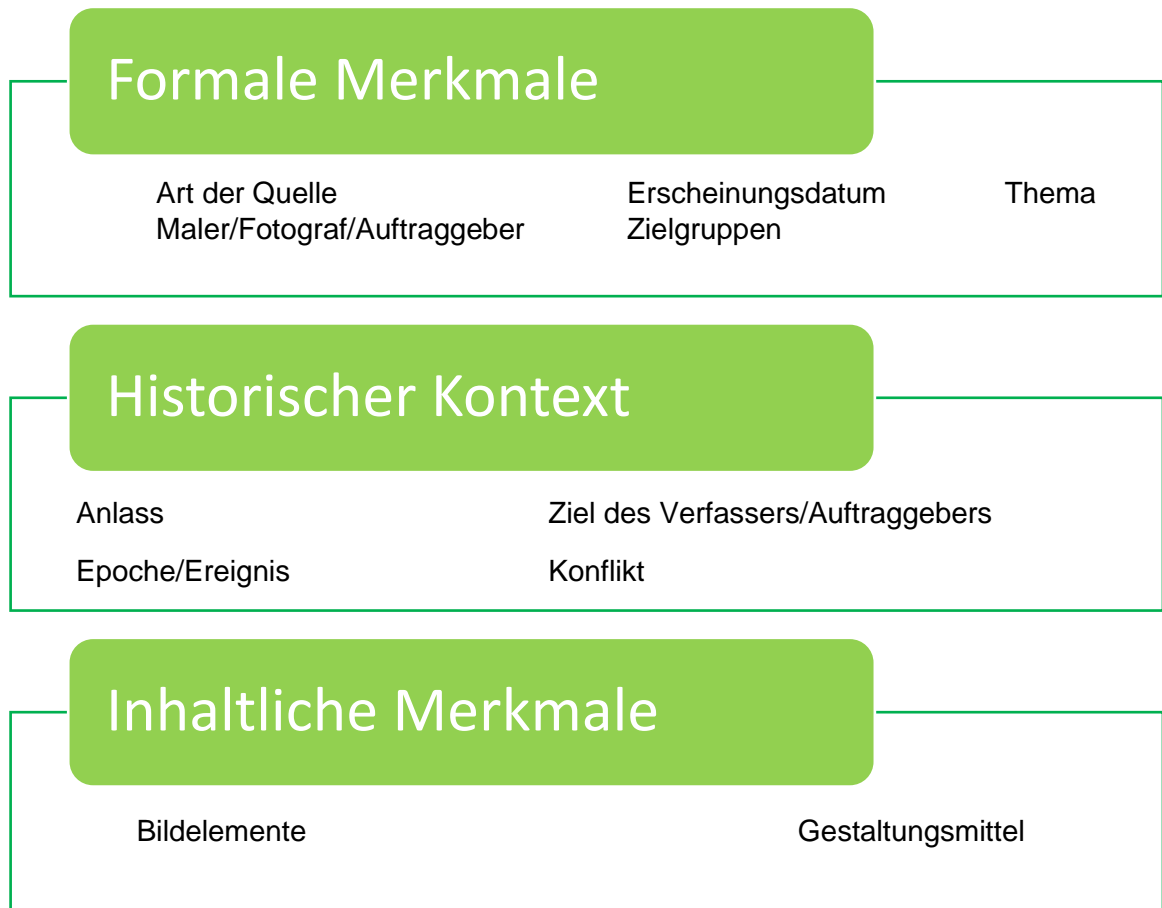 Formale Merkmale
Art der Quelle Erscheinungsdatum Thema
Maler/Fotograf/Auftraggeber Zielgruppen
Historischer Kontext
Anlass Ziel des Verfassers/Auftraggebers
Epoche/Ereignis Konflikt
Inhaltliche Merkmale
Bildelemente Gestaltungsmittel